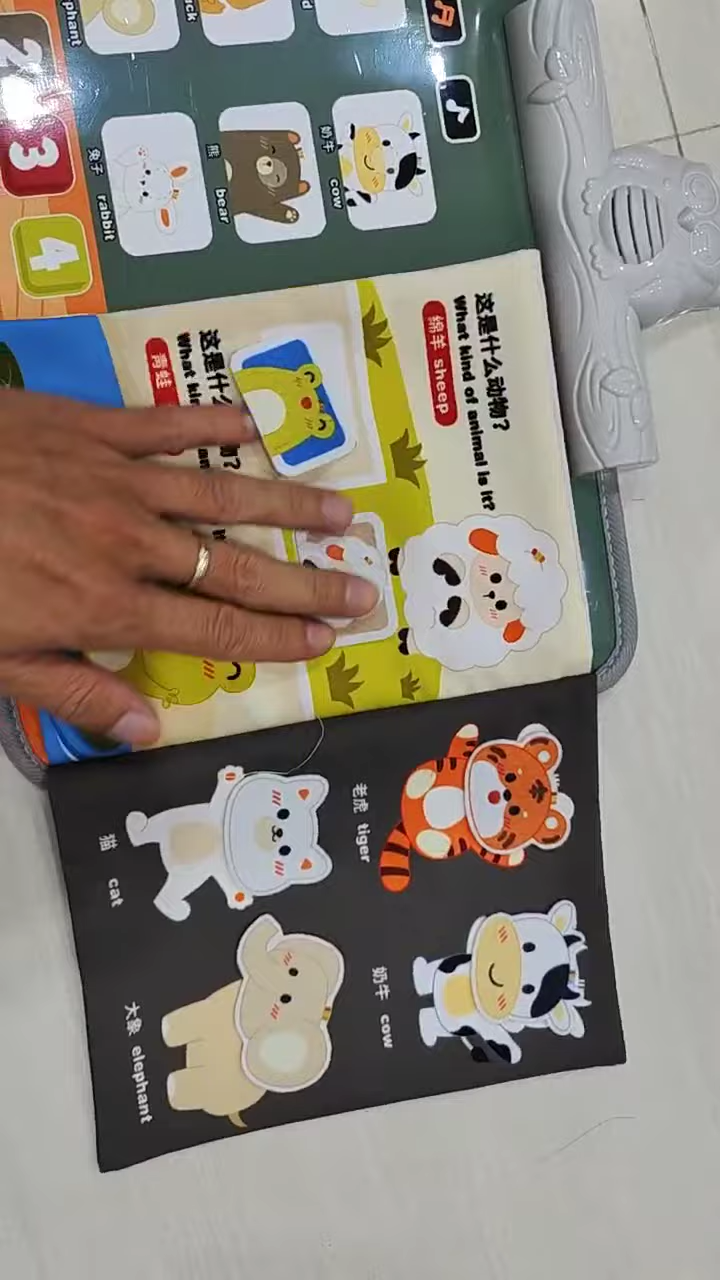 奶牛 cow
熊 bear
兔子 rabbit
2
3
4
这是什么动物?
What kind of animal is it?
绵羊 sheep
这是什
What
青蛙
老虎 tiger
奶牛 cow
猫 cat
大象 elephant